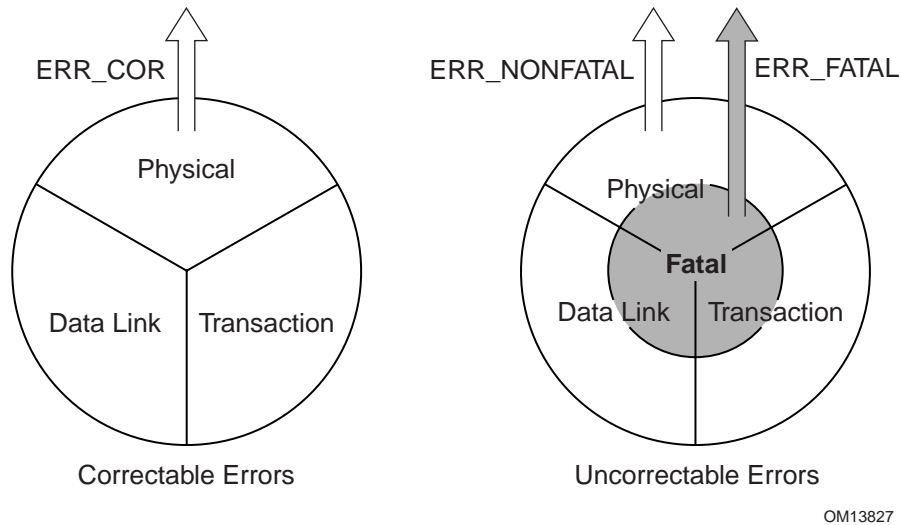 ERR_COR
Physical
Data Link
Transaction
Correctable Errors
ERR_NONFATAL
ERR_FATAL
Physical
Fatal
Data Link
Transaction
Uncorrectable Errors
OM13827